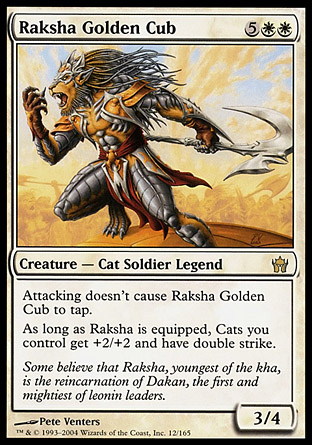 Raksha Golden Cub 5
Creature — Cat Soldier Legend
Attacking doesn't cause Raksha Golden
Cub to tap.
As long as Raksha is equipped, Cats you
control get +2/+2 and have double strike.
Some believe that Raksha, youngest of the kha,
is the reincarnation of Dakan, the first and
mightiest of leonin leaders.
Pete Venters
™ & © 1993–2004 Wizards of the Coast, Inc. 12/165
3/4